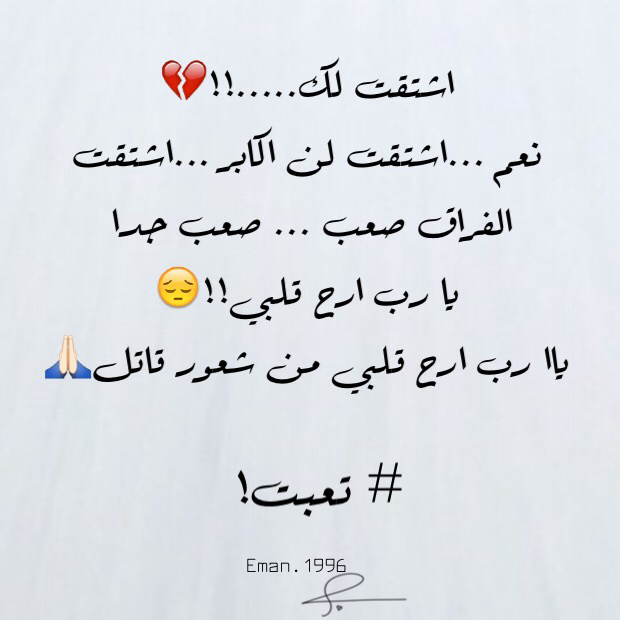 اشتقت لك.....!!💔
نعم ...اشتقت لن اكابر ...اشتقت
الفراق صعب ... صعب جدا
يا رب ارح قلبي!!😔
ياا رب ارح قلبي من شعور قاتل🙏🏻
# تعبت!
Eman.1996